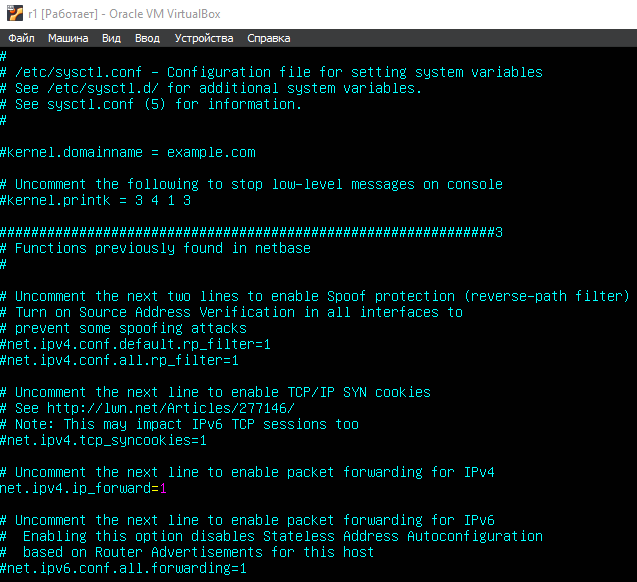 r1 [Работает] - Oracle VM VirtualBox
Файл Машина Вид Ввод Устройства Справка
#
# /etc/sysctl.conf - Configuration file for setting system variables
# See /etc/sysctl.d/ for additional system variables.
# See sysctl.conf (5) for information.
#
#kernel.domainname = example.com
# Uncomment the following to stop low-level messages on console
#kernel.printk = 3 4 1 3
##############################################################3
# Functions previously found in netbase
#
# Uncomment the next two lines to enable Spoof protection (reverse-path filter)
# Turn on Source Address Verification in all interfaces to
# prevent some spoofing attacks
#net.ipv4.conf.default.rp_filter=1
#net.ipv4.conf.all.rp_filter=1
# Uncomment the next line to enable TCP/IP SYN cookies
# See http://lwn.net/Articles/277146/
# Note: This may impact IPv6 TCP sessions too
#net.ipv4.tcp_syncookies=1
# Uncomment the next line to enable packet forwarding for IPv4
net.ipv4.ip_forward=1
# Uncomment the next line to enable packet forwarding for IPv6
#  Enabling this option disables Stateless Address Autoconfiguration
#  based on Router Advertisements for this host
#net.ipv6.conf.all.forwarding=1